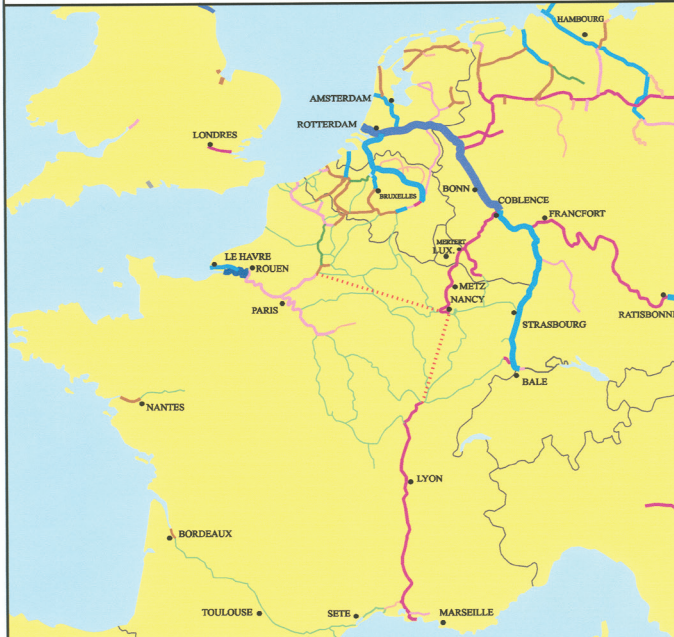 HAMBOURG
AMSTERDAM
ROTTERDAM
LONDRES
BONN
BRUXELLES
COBLENCE
FRANCFORT
MERTERT
LUX.
LE HAVRE
ROUEN
METZ
NANCY
PARIS
RATISBONNE
STRASBOURG
BALE
NANTES
LYON
BORDEAUX
TOULOUSE
SETE
MARSEILLE